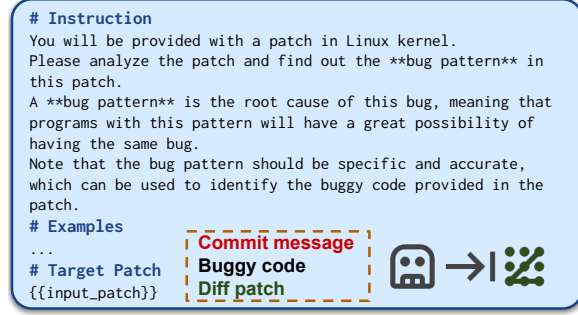 # Instruction
You will be provided with a patch in Linux kernel.
Please analyze the patch and find out the **bug pattern** in
this patch.
A **bug pattern** is the root cause of this bug, meaning that
programs with this pattern will have a great possibility of
having the same bug.
Note that the bug pattern should be specific and accurate,
which can be used to identify the buggy code provided in the
patch.
# Examples
...
# Target Patch
{{input_patch}}
Commit message
Buggy code
Diff patch